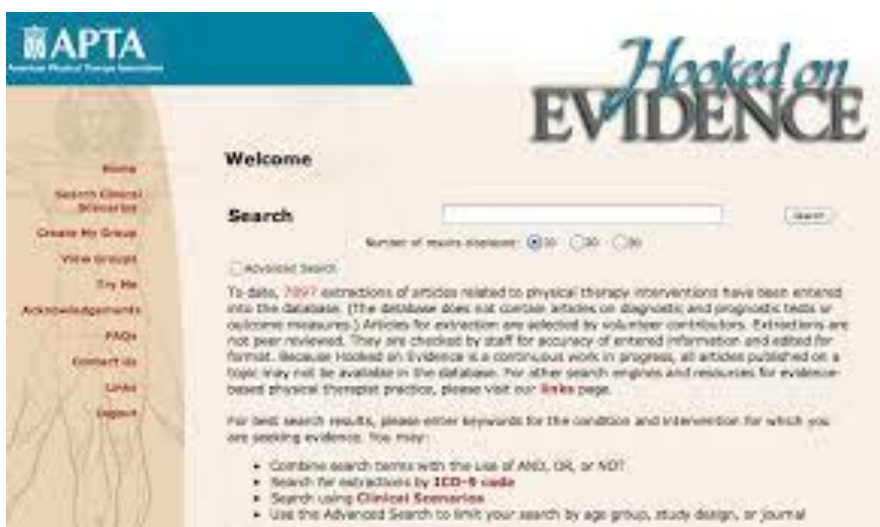 APTA
American Physical Therapy Association
Hooked on
EVIDENCE
Home
Search Clinical
Scenarios
Create My Group
View Groups
Try Me
Acknowledgements
FAQs
Contact Us
Links
Logout
Welcome
Search
Search
Number of results displayed: 10 20 30
Advanced Search
To date, 7097 extractions of articles related to physical therapy interventions have been entered
into the database. (The database does not contain articles on diagnostic and prognostic tests or
outcome measures.) Articles for extraction are selected by volunteer contributors. Extractions are
not peer reviewed. They are checked by staff for accuracy of entered information and edited for
format. Because Hooked on Evidence is a continuous work in progress, all articles published on a
topic may not be available in the database. For other search engines and resources for evidence-
based physical therapist practice, please visit our links page.
For best search results, please enter keywords for the condition and intervention for which you
are seeking evidence. You may:
• Combine search terms with the use of AND, OR, or NOT
• Search for extractions by ICD-9 code
• Search using Clinical Scenarios
• Use the Advanced Search to limit your search by age group, study design, or journal